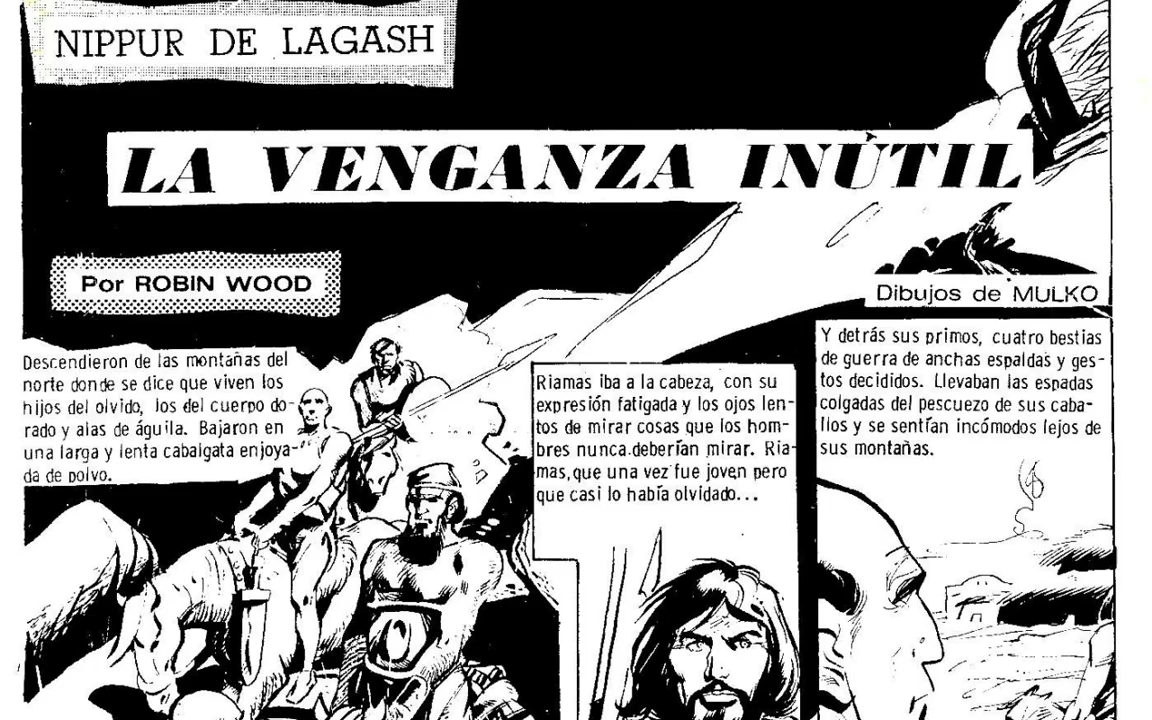 NIPPUR DE LAGASH
LA VENGANZA INÚTIL
Por ROBIN WOOD
Dibujos de MULKO
Descendieron de las montañas del
norte donde se dice que viven los
hijos del olvido, los del cuerpo do-
rado y alas de águila. Bajaron en
una larga y lenta cabalgata enjoya-
da de polvo.
Riamas iba a la cabeza, con su
expresión fatigada y los ojos len-
tos de mirar cosas que los hom-
bres nunca deberían mirar. Ria-
mas, que una vez fue joven pero
que casi lo había olvidado...
Y detrás sus primos, cuatro bestias
de guerra de anchas espaldas y ges-
tos decididos. Llevaban las espadas
colgadas del pescuezo de sus caba-
llos y se sentían incómodos lejos de
sus montañas.